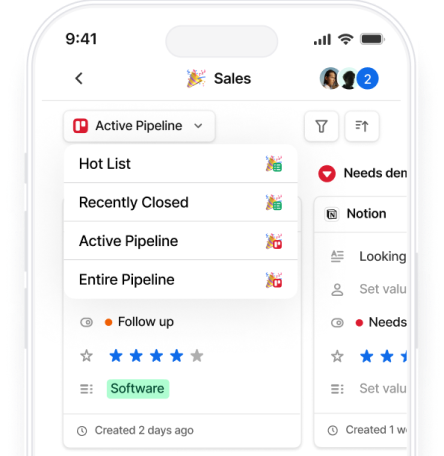 9:41
Sales
2
Active Pipeline
Hot List
Recently Closed
Active Pipeline
Entire Pipeline
Follow up
Software
Created 2 days ago
Needs dem
Notion
Looking
Set valu
Needs
Set valu
Created 1 w